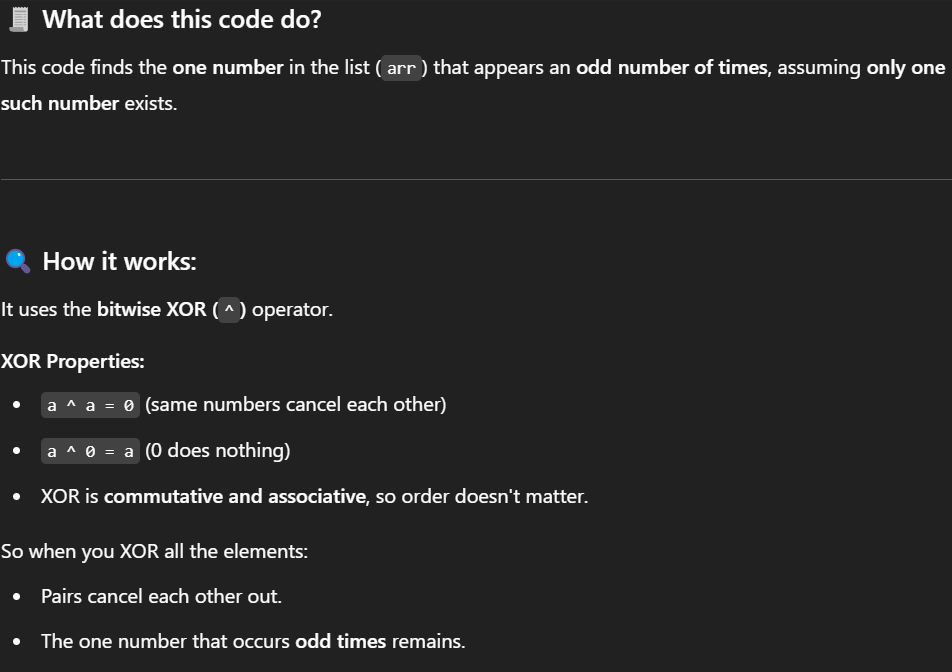 What does this code do?
This code finds the one number in the list (arr) that appears an odd number of times, assuming only one
such number exists.
How it works:
It uses the bitwise XOR (^) operator.
XOR Properties:
• a ^ a = 0 (same numbers cancel each other)
• a ^ 0 = a (0 does nothing)
• XOR is commutative and associative, so order doesn't matter.
So when you XOR all the elements:
• Pairs cancel each other out.
• The one number that occurs odd times remains.